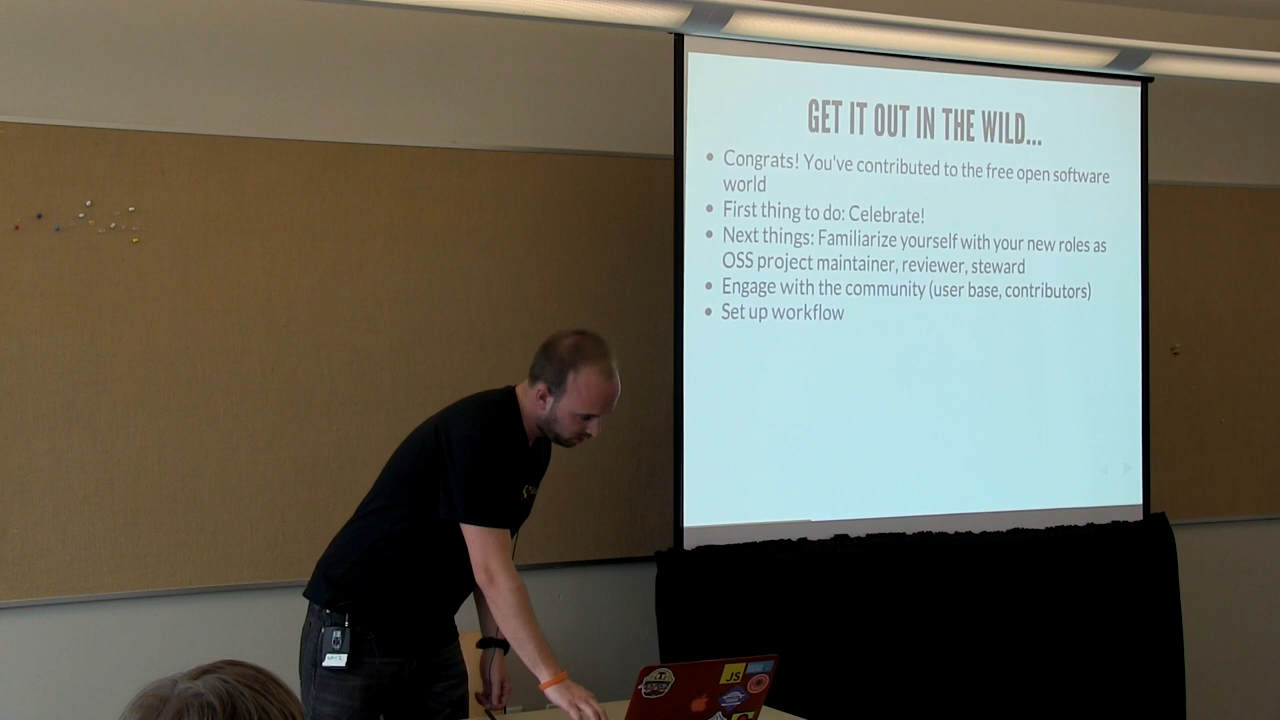 GET IT OUT IN THE WILD...
• Congrats! You've contributed to the free open software
world
• First thing to do: Celebrate!
• Next things: Familiarize yourself with your new roles as
OSS project maintainer, reviewer, steward
• Engage with the community (user base, contributors)
• Set up workflow
JS